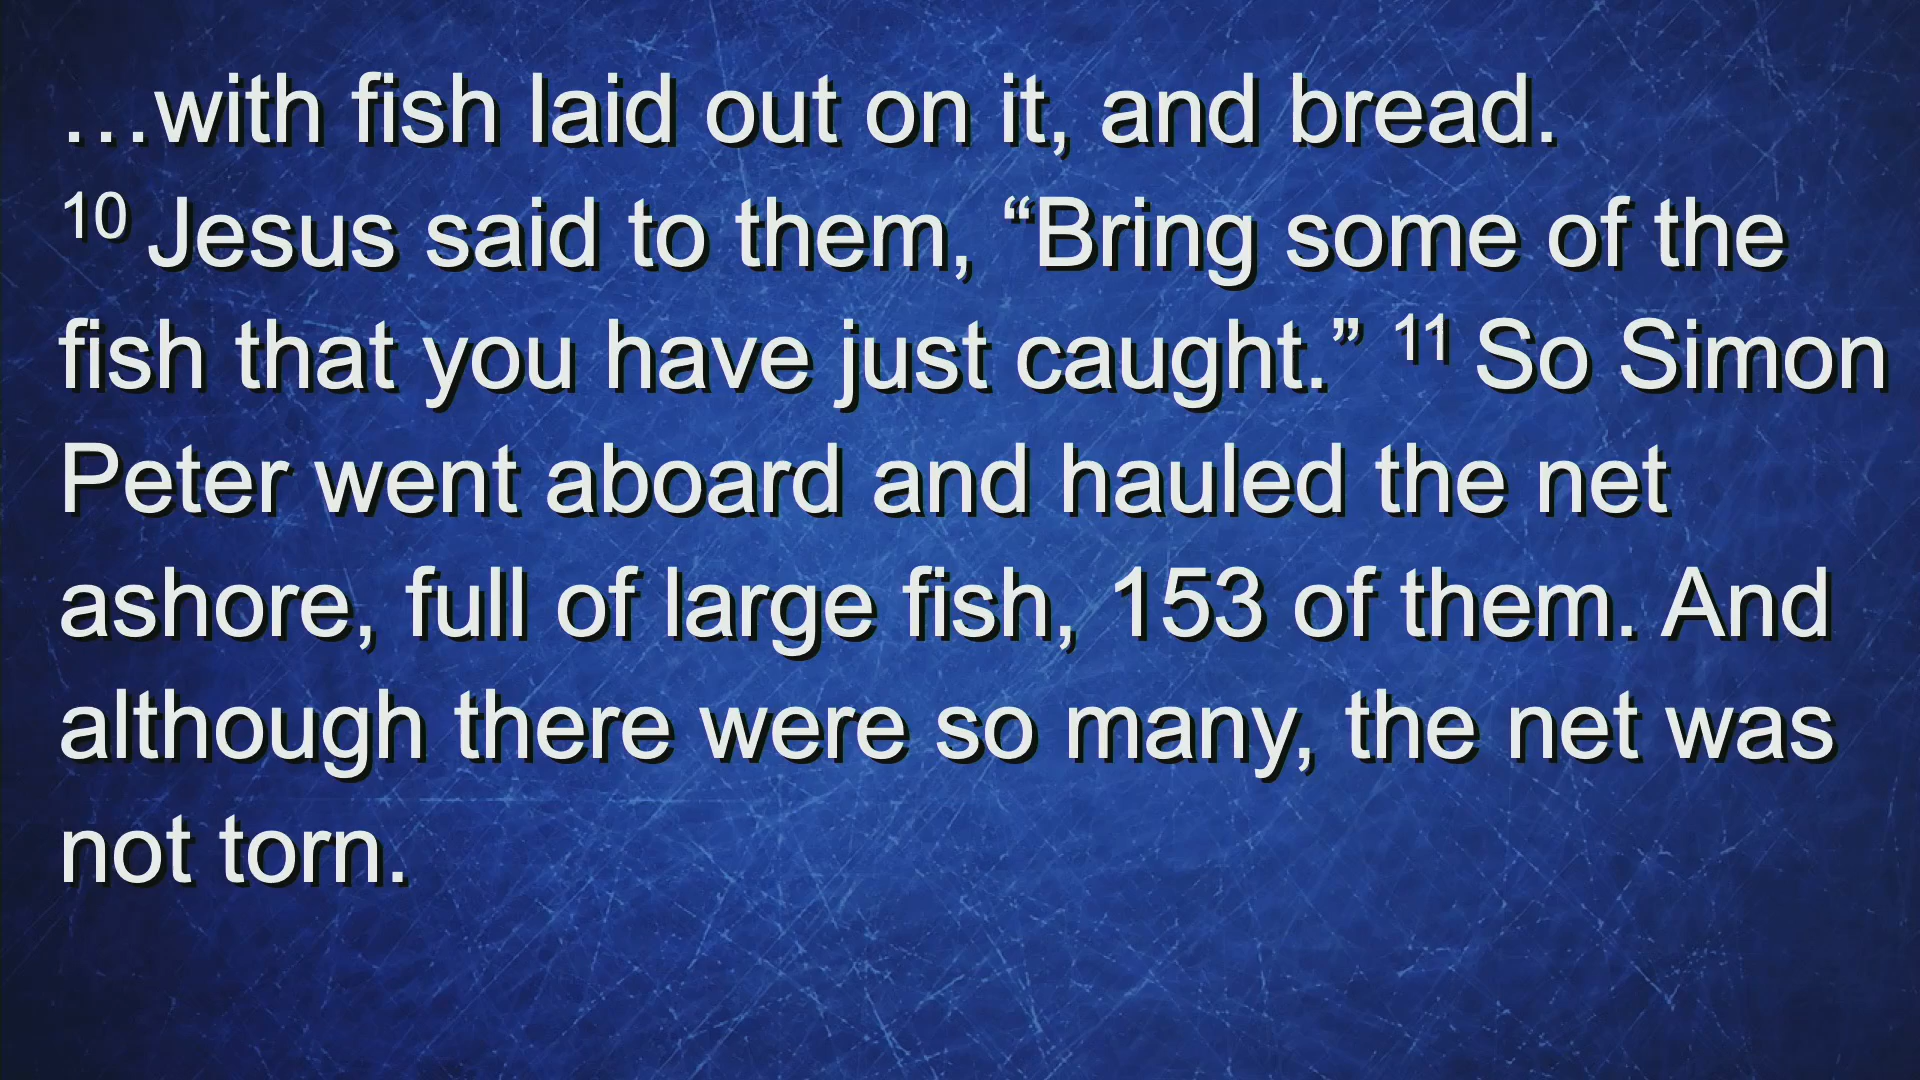 …with fish laid out on it, and bread.
10 Jesus said to them, “Bring some of the
fish that you have just caught.” 11 So Simon
Peter went aboard and hauled the net
ashore, full of large fish, 153 of them. And
although there were so many, the net was
not torn.